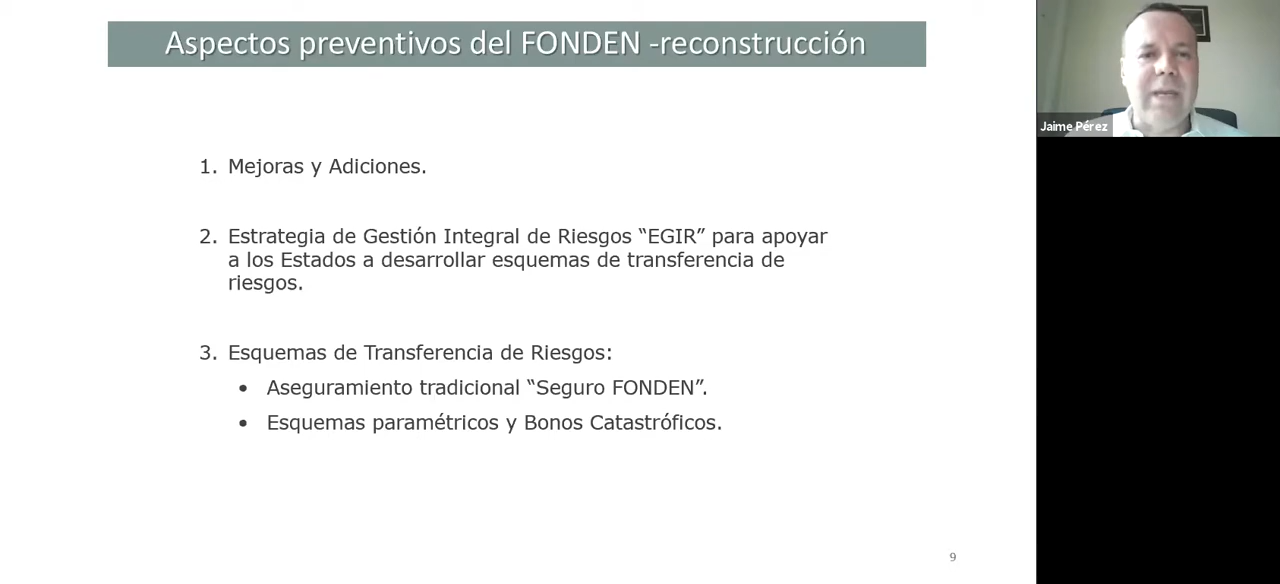 Aspectos preventivos del FONDEN -reconstrucción
Jaime Pérez
1. Mejoras y Adiciones.
2. Estrategia de Gestión Integral de Riesgos “EGIR” para apoyar
a los Estados a desarrollar esquemas de transferencia de
riesgos.
3. Esquemas de Transferencia de Riesgos:
• Aseguramiento tradicional “Seguro FONDEN”.
• Esquemas paramétricos y Bonos Catastróficos.
9